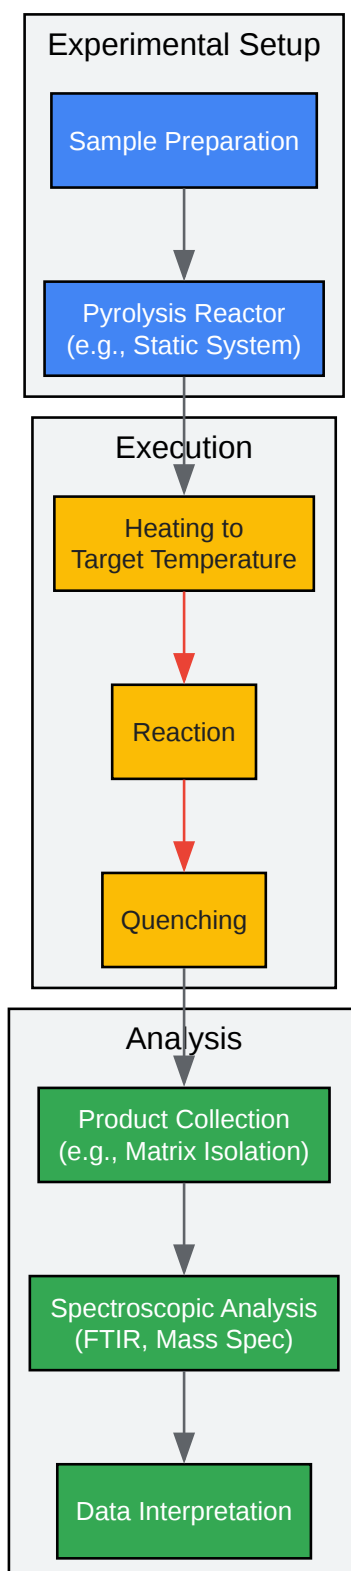 Experimental Setup
Sample Preparation
Pyrolysis Reactor
(e.g., Static System)
Execution
Heating to
Target Temperature
Reaction
Quenching
Analysis
Product Collection
(e.g., Matrix Isolation)
Spectroscopic Analysis
(FTIR, Mass Spec)
Data Interpretation